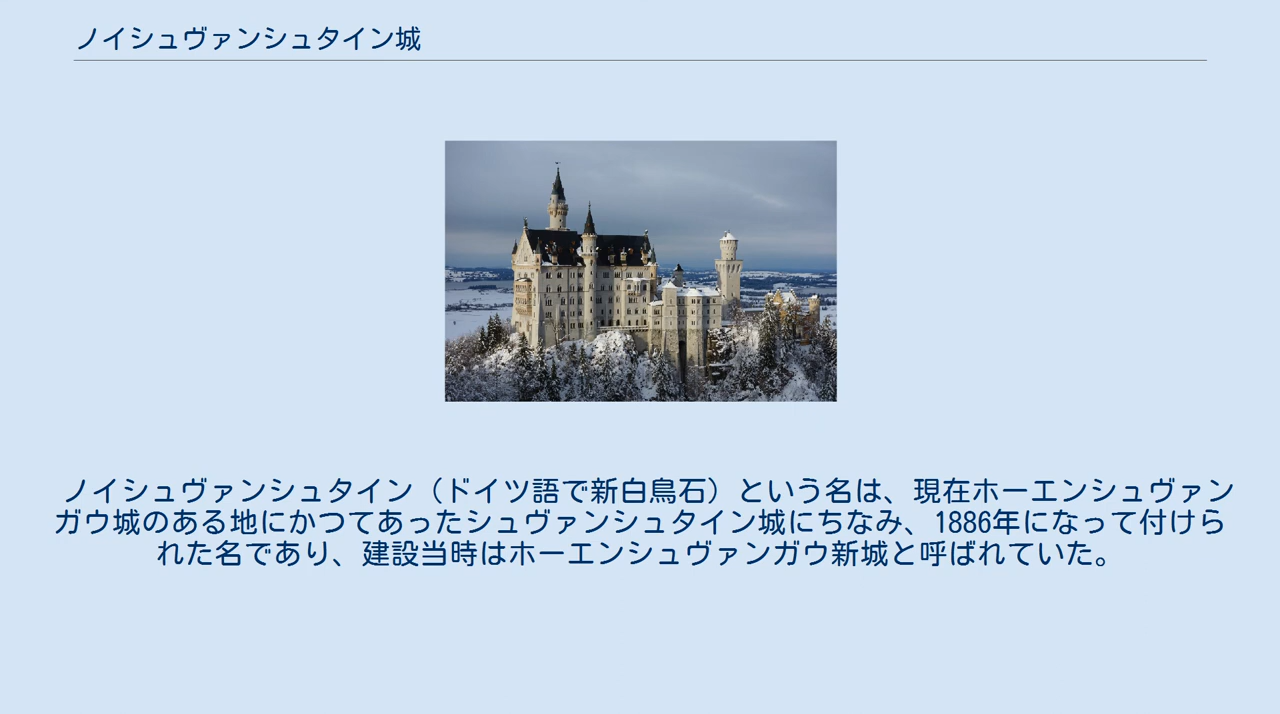 ノイシュヴァンシュタイン城
ノイシュヴァンシュタイン（ドイツ語で新白鳥石）という名は、現在ホーエンシュヴァン
ガウ城のある地にかつてあったシュヴァンシュタイン城にちなみ、1886年になって付けら
れた名であり、建設当時はホーエンシュヴァンガウ新城と呼ばれていた。